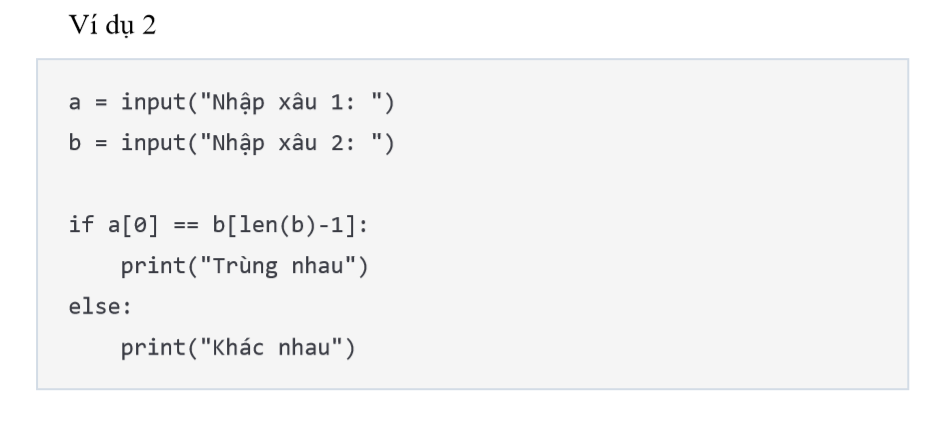 Ví dụ 2
a = input("Nhập xâu 1: ")
b = input("Nhập xâu 2: ")
if a[0] == b[len(b)-1]:
    print("Trùng nhau")
else:
    print("Khác nhau")